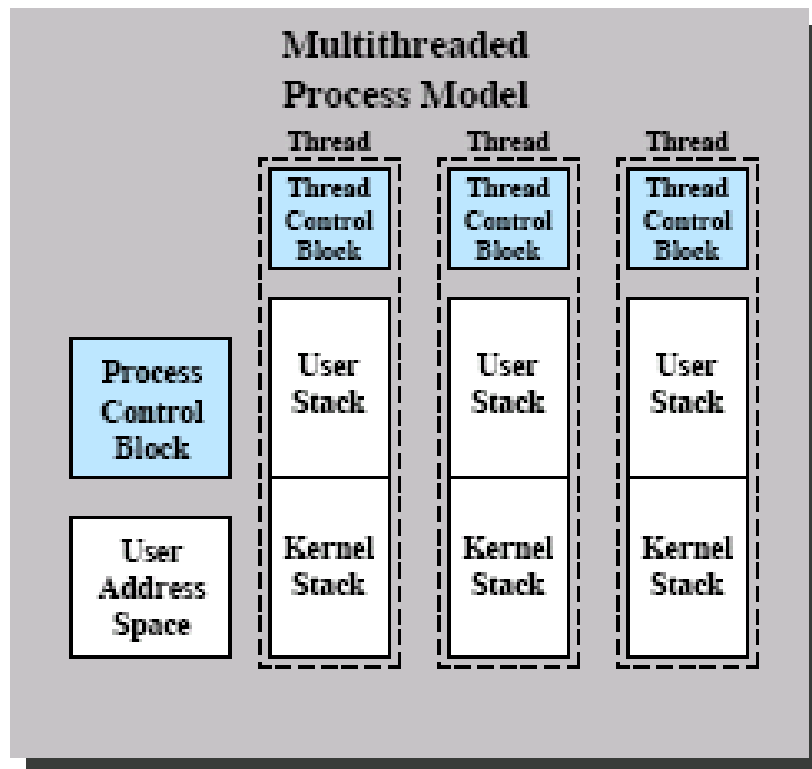 Multithreaded
Process Model
Thread
Thread
Control
Block
User
Stack
Kernel
Stack
Thread
Thread
Control
Block
User
Stack
Kernel
Stack
Thread
Thread
Control
Block
User
Stack
Kernel
Stack
Process
Control
Block
User
Address
Space